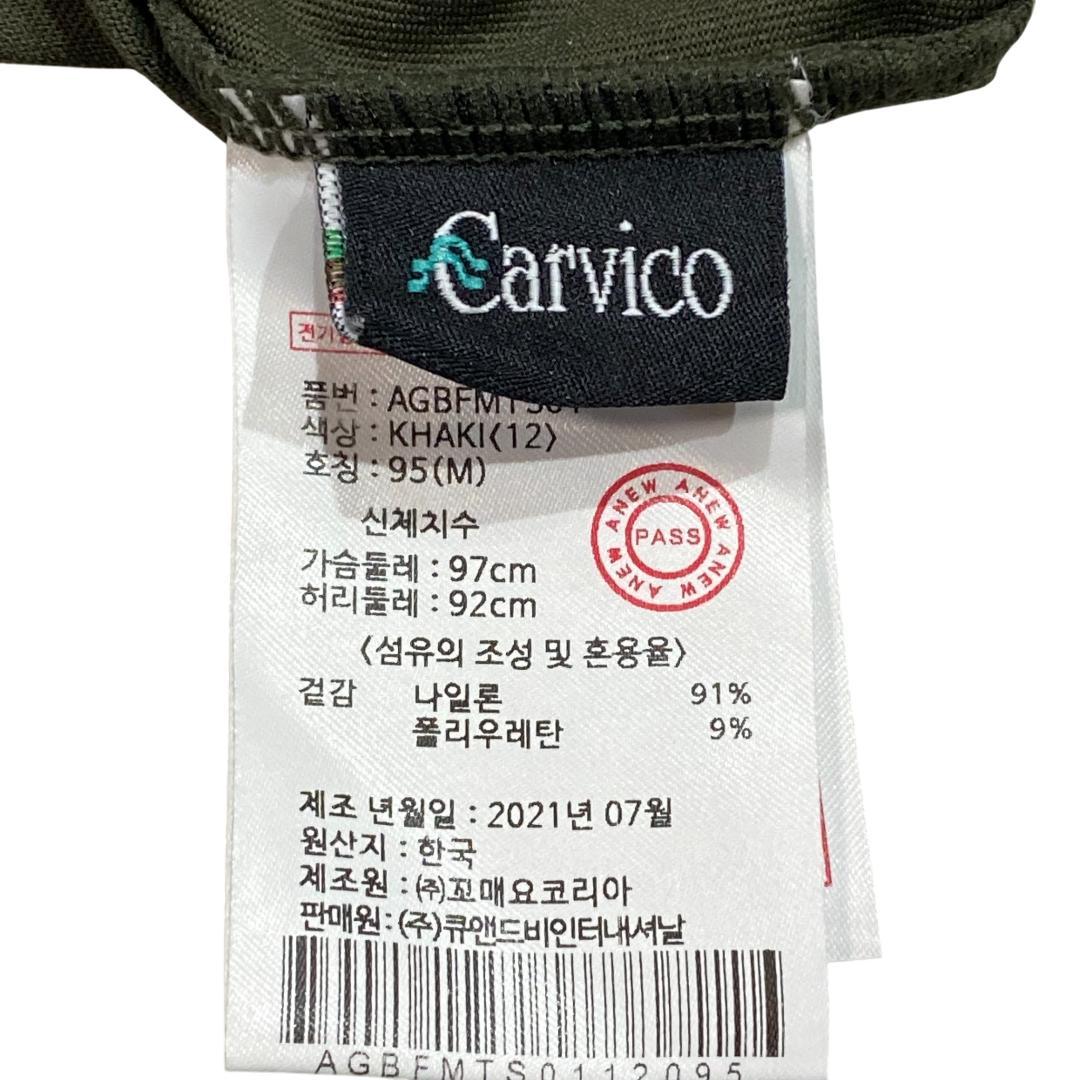 Carvico
품번 : AGBFMTS01
색상 : KHAKI(12)
호칭 : 95(M)
신체치수
가슴둘레 : 97cm
허리둘레 : 92cm
ANEW ANEW ANEW ANEW
PASS
〈섬유의 조성 및 혼용율〉
겉감 나일론 91%
폴리우레탄 9%
제조 년월일 : 2021년 07월
원산지 : 한국
제조원 : ㈜꼬매요코리아
판매원 : (주)큐앤드비인터내셔날
AGBFMTS0112095